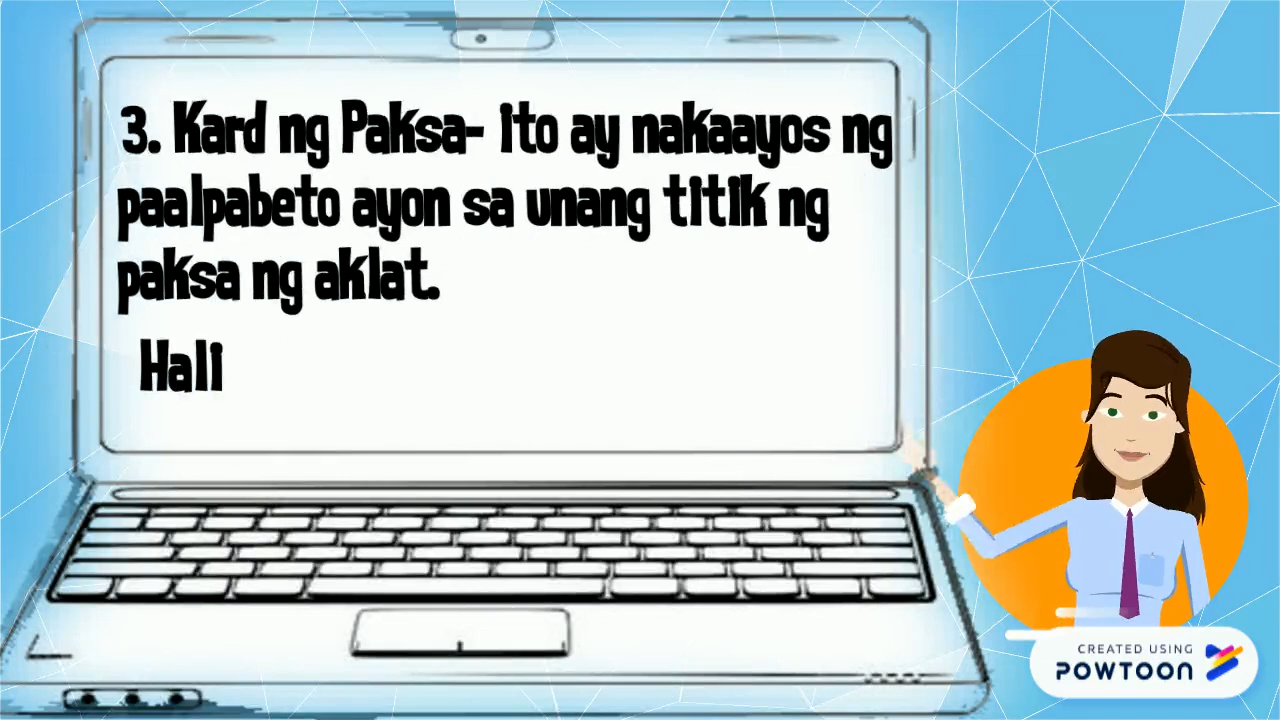 3. Kard ng Paksa- ito ay nakaayos ng
paalpabeto ayon sa unang titik ng
paksa ng aklat.
Hali
CREATED USING
POWTOON